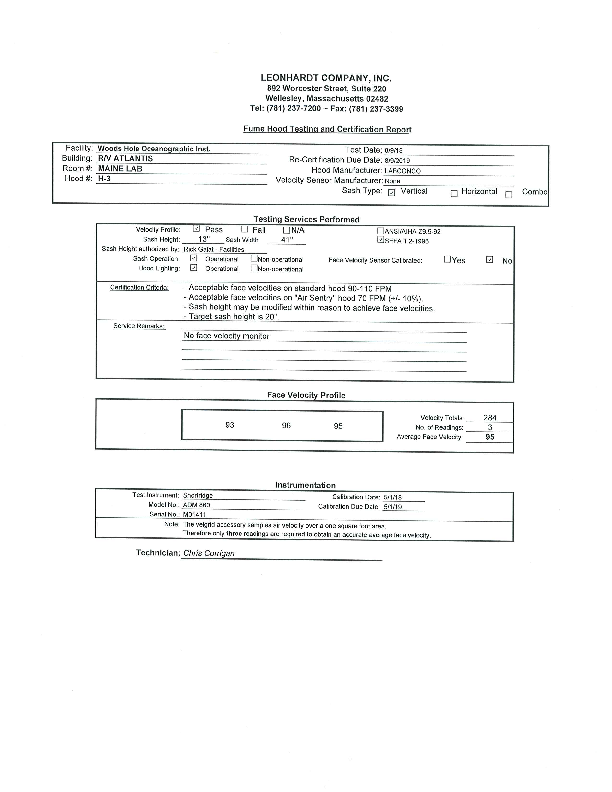 LEONHARDT COMPANY, INC.
892 Worcester Street, Suite 220
Wellesley, Massachusetts 02482
Tel: (781) 237-7200 - Fax: (781) 237-3399
Fume Hood Testing and Certification Report
Facility: Woods Hole Oceanographic Inst. Test Date: 8/9/18
Building: R/V ATLANTIS Re-Certification Due Date: 8/9/2019
Room #: MAINE LAB Hood Manufacturer: LABCONCO
Hood #: H-3 Velocity Sensor Manufacturer: None
Sash Type: ☑ Vertical ☐ Horizontal ☐ Combo
Testing Services Performed
Velocity Profile: ☑ Pass ☐ Fail ☐ N/A ☐ ANSI/AIHA Z9.5-92
Sash Height: 13" Sash Width 41" ☑ SEFA 1.2-1996
Sash Height authorized by: Rick Galat - Facilities
Sash Operation: ☑ Operational ☐ Non-operational Face Velocity Sensor Calibrated: ☐ Yes ☑ No
Hood Lighting: ☑ Operational ☐ Non-operational
Certification Criteria: - Acceptable face velocities on standard hood 90-110 FPM
- Acceptable face velocities on "Air Sentry" hood 70 FPM (+/- 10%).
- Sash height may be modified within reason to achieve face velocities.
- Target sash height is 20".
Service Remarks: No face velocity monitor
Face Velocity Profile
93 96 95
Velocity Totals: 284
No. of Readings: 3
Average Face Velocity: 95
Instrumentation
Test Instrument: Shortridge Calibration Date: 5/1/18
Model No.: ADM 860 Calibration Due Date: 5/1/19
Serial No.: M01411
Note: The velgrid accessory samples air velocity over a one square foot area.
Therefore only three readings are required to obtain an accurate average face velocity.
Technician: Chris Corrigan